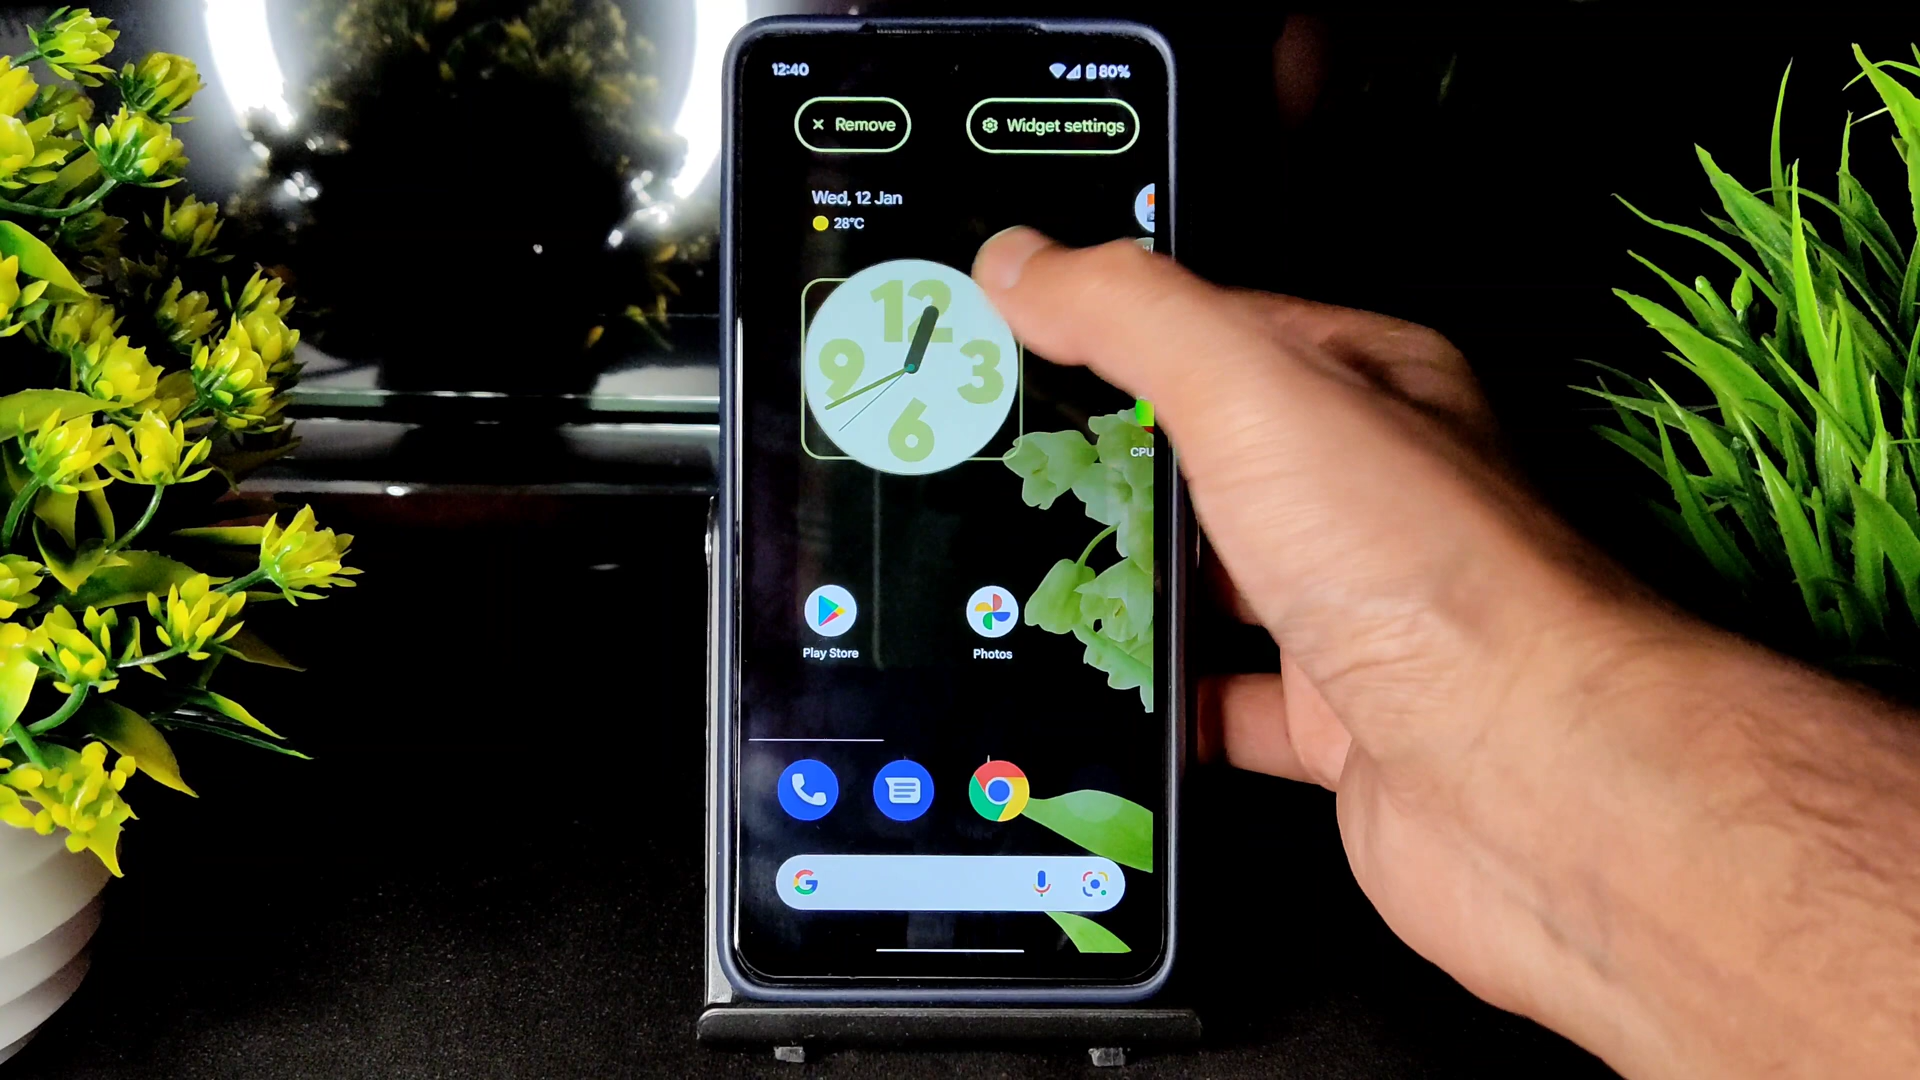 12:40
80%
Remove
Widget settings
Wed, 12 Jan
28°C
12
9
3
6
CPU
Play Store
Photos
G